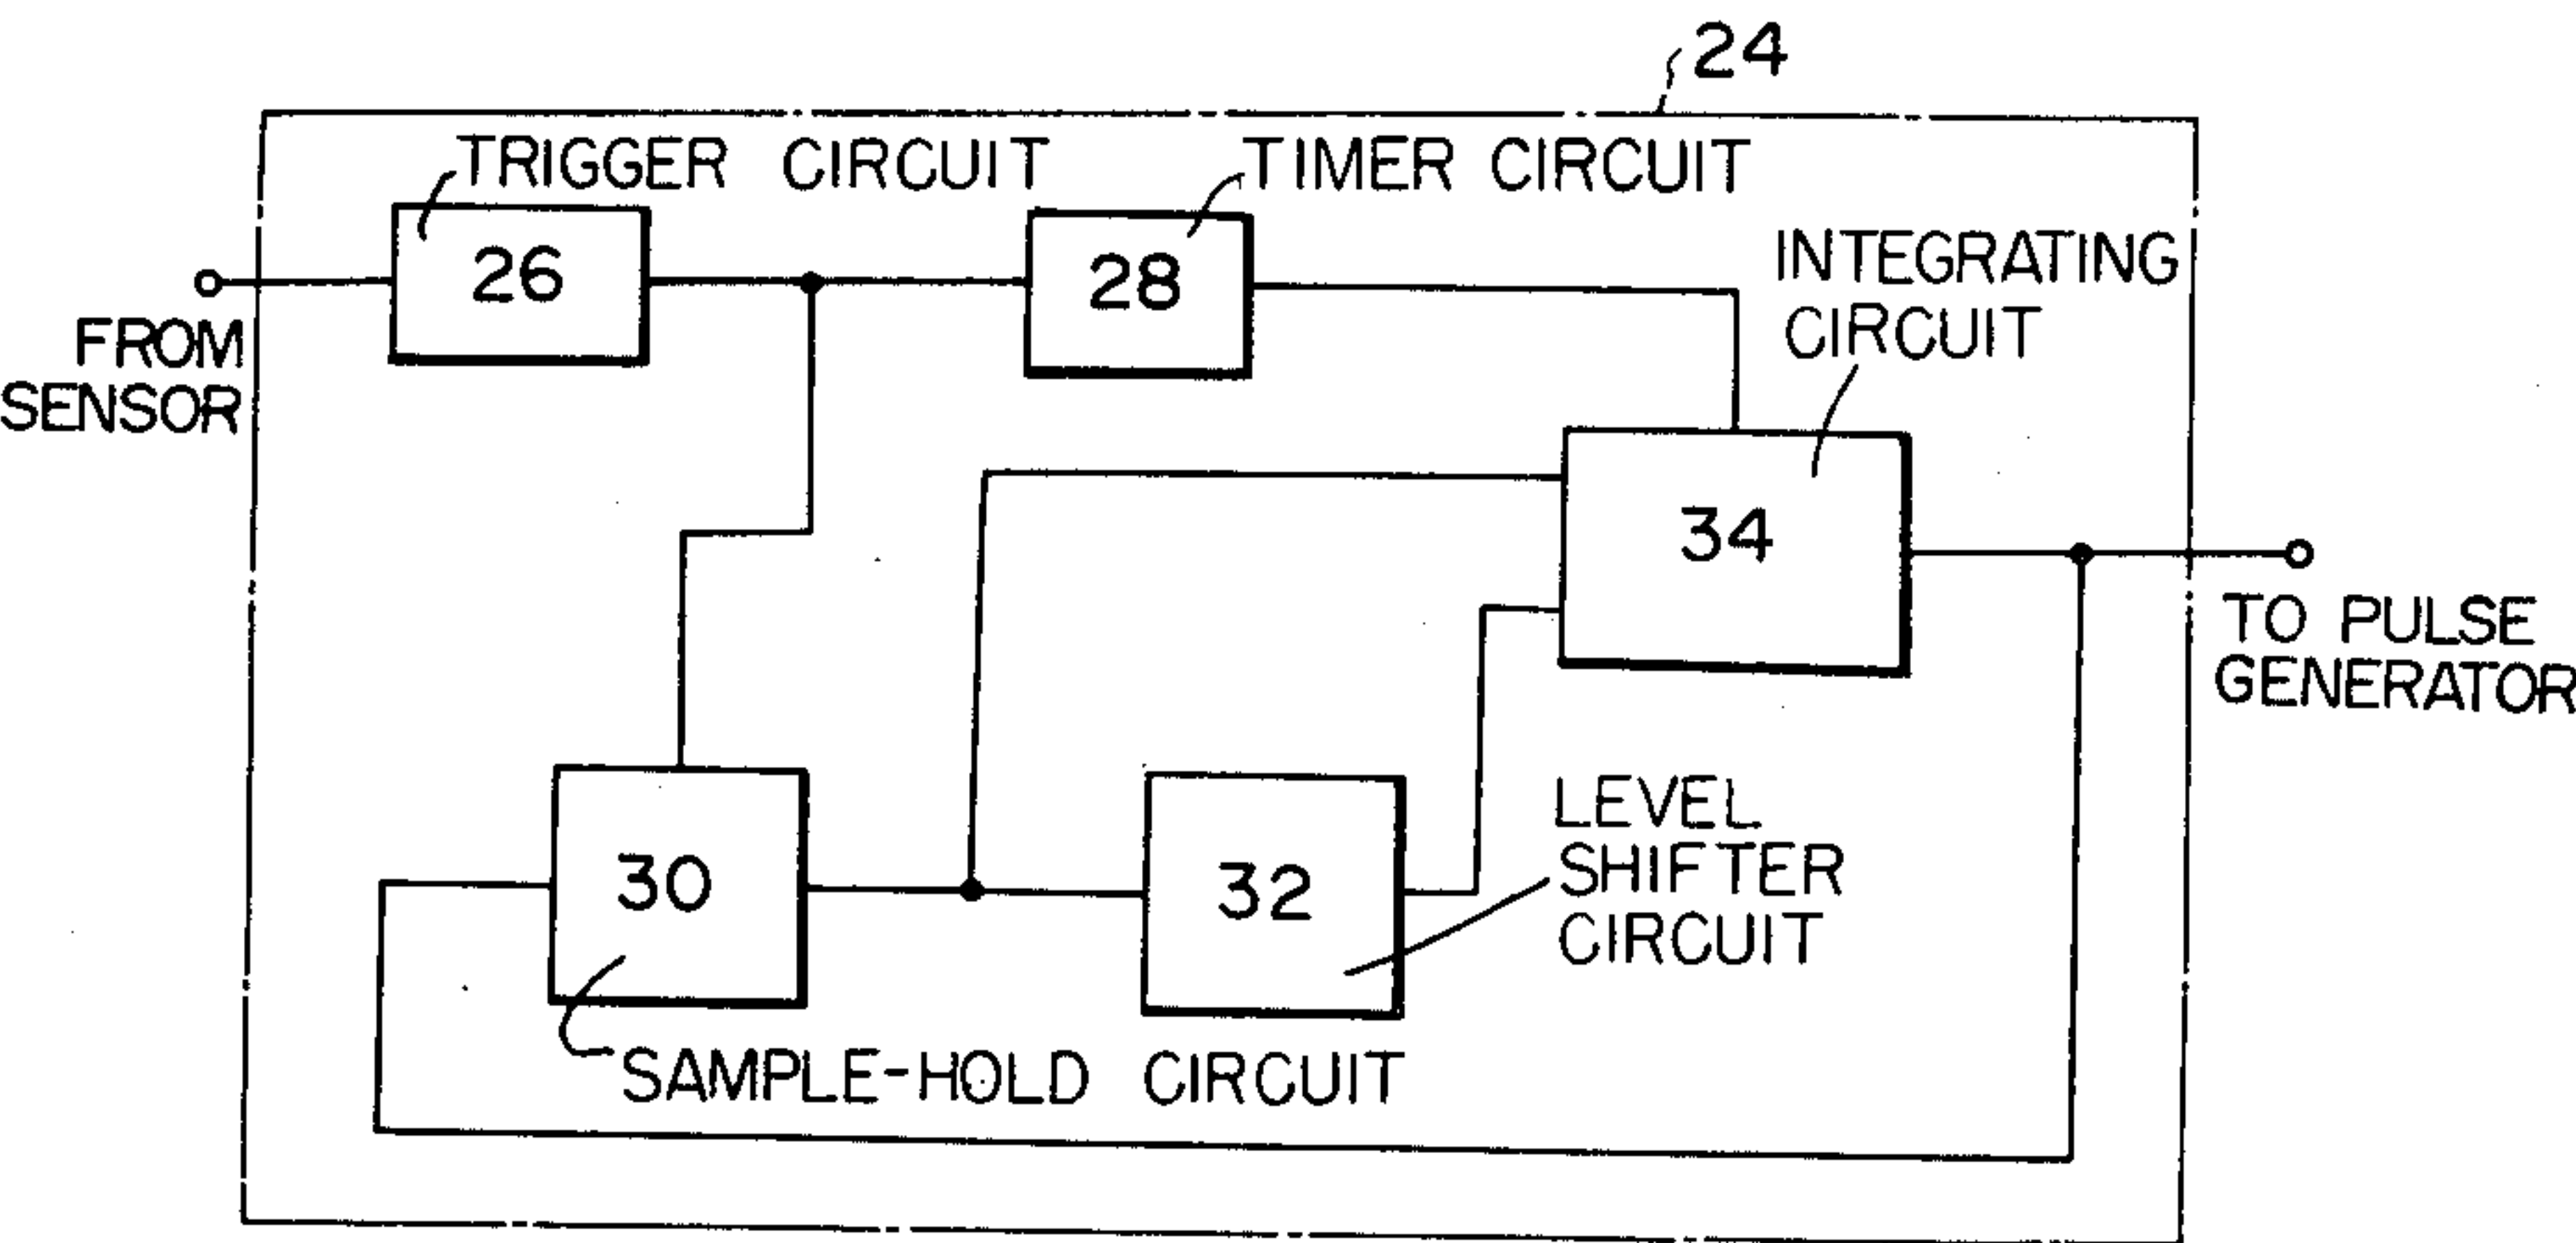 24
TRIGGER CIRCUIT
TIMER CIRCUIT
INTEGRATING
CIRCUIT
26
28
FROM
SENSOR
34
TO PULSE
GENERATOR
30
32
LEVEL
SHIFTER
CIRCUIT
SAMPLE-HOLD CIRCUIT